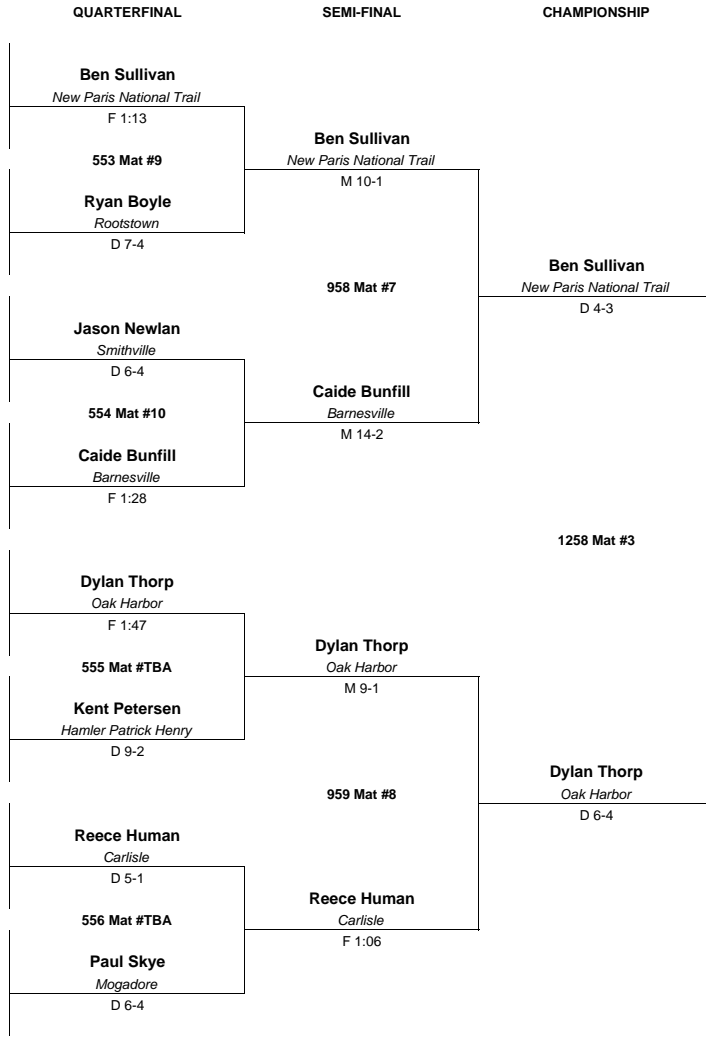 QUARTERFINAL
SEMI-FINAL
CHAMPIONSHIP
Ben Sullivan
New Paris National Trail
F 1:13
553 Mat #9
Ryan Boyle
Rootstown
D 7-4
Jason Newlan
Smithville
D 6-4
554 Mat #10
Caide Bunfill
Barnesville
F 1:28
Dylan Thorp
Oak Harbor
F 1:47
555 Mat #TBA
Kent Petersen
Hamler Patrick Henry
D 9-2
Reece Human
Carlisle
D 5-1
556 Mat #TBA
Paul Skye
Mogadore
D 6-4
Ben Sullivan
New Paris National Trail
M 10-1
958 Mat #7
Caide Bunfill
Barnesville
M 14-2
Dylan Thorp
Oak Harbor
M 9-1
959 Mat #8
Reece Human
Carlisle
F 1:06
Ben Sullivan
New Paris National Trail
D 4-3
1258 Mat #3
Dylan Thorp
Oak Harbor
D 6-4